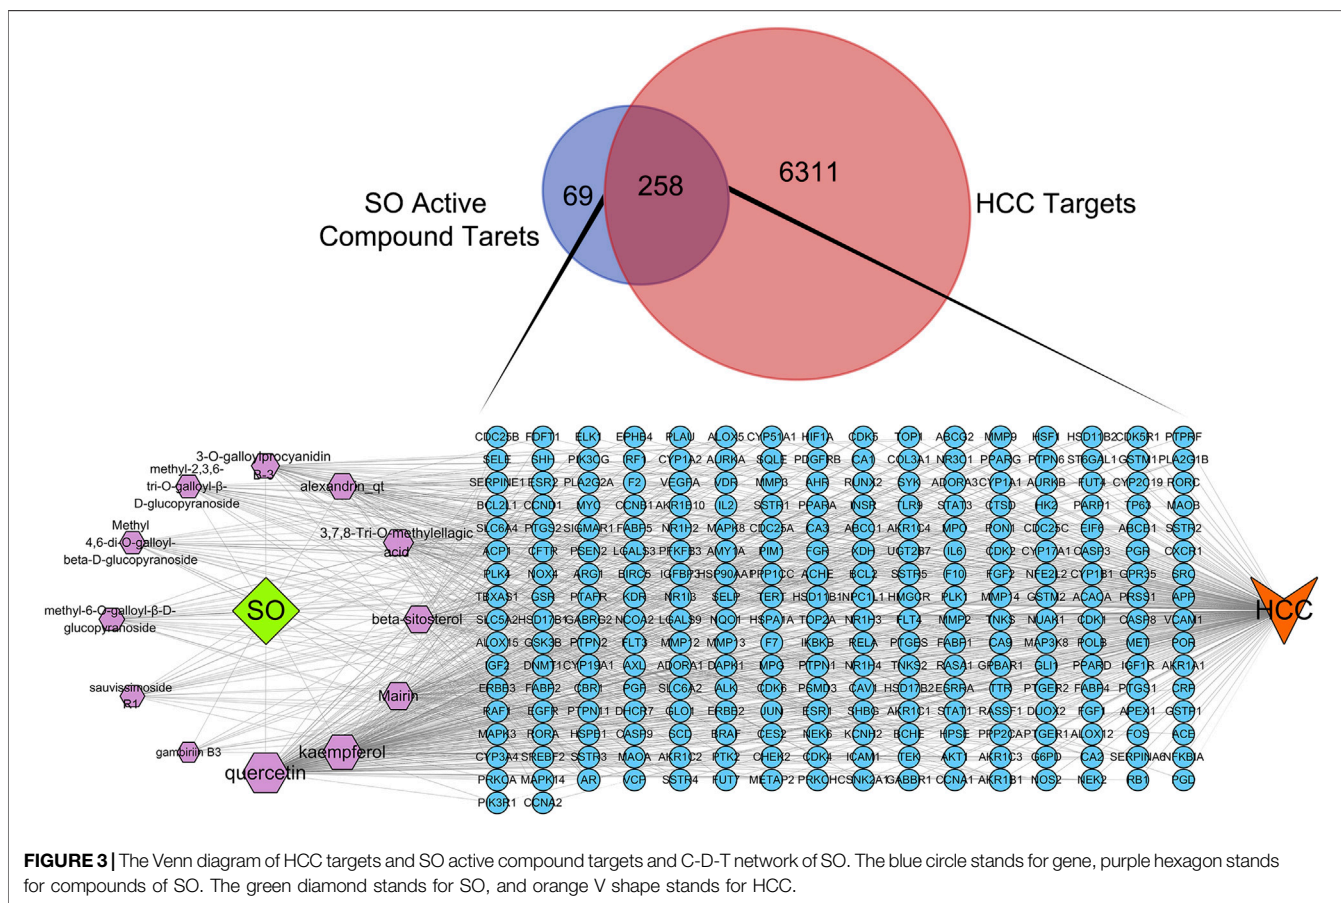 69
258
6311
SO Active
Compound Tarets
HCC Targets
3-O-galloylprocyanidin
B-3
methyl-2,3,6-
tri-O-galloyl-β-
D-glucopyranoside
alexandrin_qt
Methyl
4,6-di-O-galloyl-
beta-D-glucopyranoside
3,7,8-Tri-O-methylellagic
acid
SO
methyl-6-O-galloyl-β-D-
glucopyranoside
beta-sitosterol
sauvissimoside
R1
Mairin
gambiriin B3
kaempferol
quercetin
HCC
CDC25B FDFT1 ELK1 EPHB4 PLAU ALOX5 CYP51A1 HIF1A CDK5 TOP1 ABCG2 MMP9 HSF1 HSD11B2 CDK5R1 PTPRF
SELE SHH PIK3CG IRF1 CYP1A2 AURKA SQLE PDGFRB CA1 COL3A1 NR3C1 PPARG PTPN6 ST6GAL1 GSTM1 PLA2G1B
SERPINE1 ESR2 PLA2G2A F2 VEGFA VDR MMP3 AHR RUNX2 SYK ADORA3 CYP1A1 AURKB FUT4 CYP2C19 RORC
BCL2L1 CCND1 MYC CCNB1 AKR1B10 IL2 SSTR1 PPARA INSR TLR9 STAT3 CTSD HK2 PARP1 TP63 MAOB
SLC6A4 PTGS2 SIGMAR1 FABP5 NR1H2 MAPK8 CDC25A CA3 ABCC1 AKR1C4 MPO PON1 CDC25C EIF6 ABCB1 SSTR2
ACP1 CFTR PSEN2 LGALS3 PFKFB3 AMY1A PIM1 FGR XDH UGT2B7 IL6 CDK2 CYP17A1 CASP3 PGR CXCR1
PLK4 NOX4 ARG1 BIRC5 IGFBP3 HSP90AA1 PPP1CC ACHE BCL2 SSTR5 F10 FGF2 NFE2L2 CYP1B1 GPR35 SRC
TBXAS1 GSR PTAFR KDR NR1I3 SELP TERT HSD11B1 NPC1L1 HMGCR PLK1 MMP14 GSTM2 ACACA PRSS1 APP
SLC5A2 HSD17B1 GABRG2 NCOA2 LGALS9 NQO1 HSPA1A TOP2A NR1H3 FLT4 MMP2 TNKS NUAK1 CDK1 CASP8 VCAM1
ALOX15 GSK3B PTPN2 FLT3 MMP12 MMP13 F7 IKBKB RELA PTGES FABP1 CA9 MAP3K8 POLB MET POR
IGF2 DNMT1 CYP19A1 AXL ADORA1 DAPK1 MPG PTPN1 NR1H4 TNKS2 RASA1 GPBAR1 GLI1 PPARD IGF1R AKR1A1
ERBB3 FABP2 CBR1 PGF SLC6A2 ALK CDK6 PSMD3 CAV1 HSD17B2 ESRRA TTR PTGER2 FABP4 PTGS1 CRP
RAF1 EGFR PTPN11 DHCR7 GLO1 ERBB2 JUN ESR1 SHBG AKR1C1 STAT1 RASSF1 DUOX2 FGF1 APEX1 GSTP1
MAPK3 RORA HSPB1 CASP9 SCD BRAF CES2 NEK6 KCNH2 BCHE HPSE PPP2CA PTGER1 ALOX12 FOS ACE
CYP3A4 SREBF2 SSTR3 MAOA AKR1C2 PTK2 CHEK2 CDK4 ICAM1 TEK AKT1 AKR1C3 G6PD CA2 SERPINA6 NFKBIA
PRKCA MAPK14 AR VCP SSTR4 FUT7 METAP2 PRKCH CSNK2A1 GABBR1 CCNA1 AKR1B1 NOS2 NEK2 RB1 PGD
PIK3R1 CCNA2
FIGURE 3 | The Venn diagram of HCC targets and SO active compound targets and C-D-T network of SO. The blue circle stands for gene, purple hexagon stands
for compounds of SO. The green diamond stands for SO, and orange V shape stands for HCC.